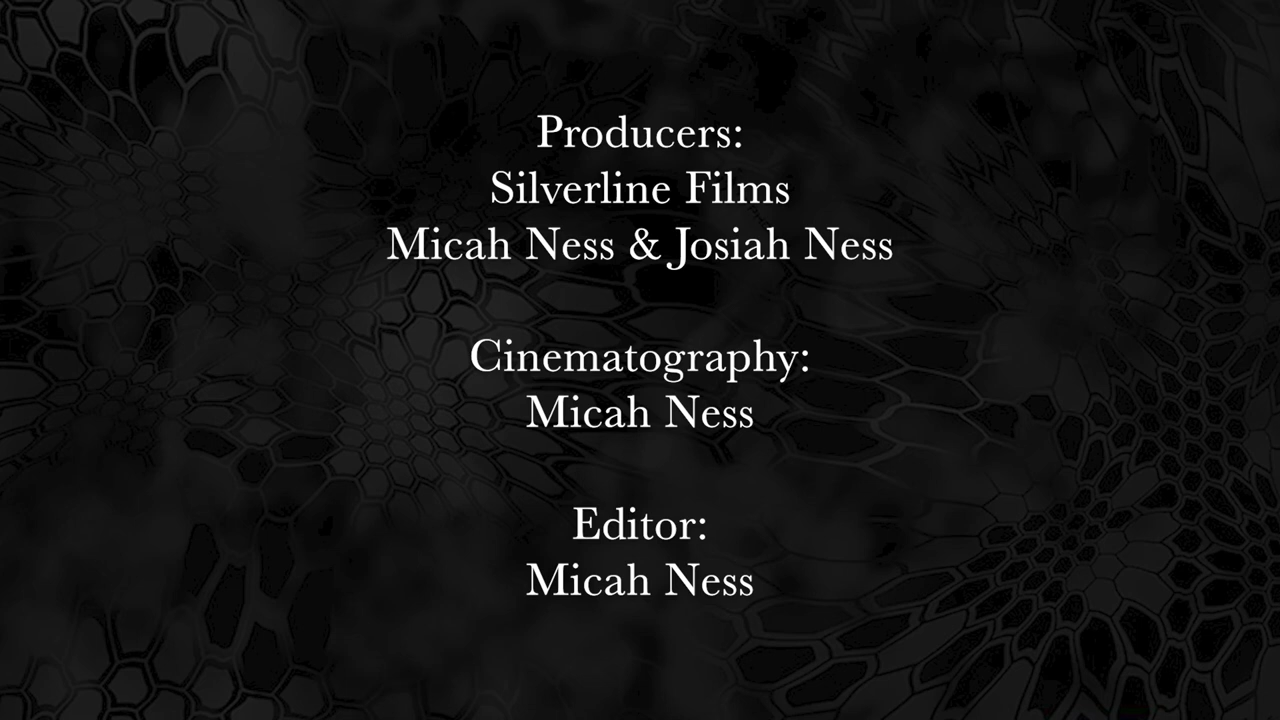 Producers:
Silverline Films
Micah Ness & Josiah Ness
Cinematography:
Micah Ness
Editor:
Micah Ness